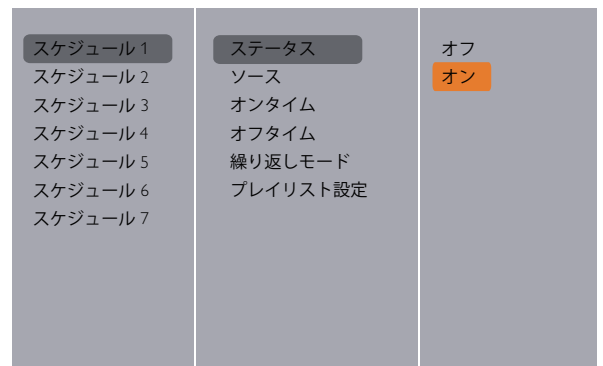 スケジュール 1
スケジュール 2
スケジュール 3
スケジュール 4
スケジュール 5
スケジュール 6
スケジュール 7
ステータス
ソース
オンタイム
オフタイム
繰り返しモード
プレイリスト設定
オフ
オン